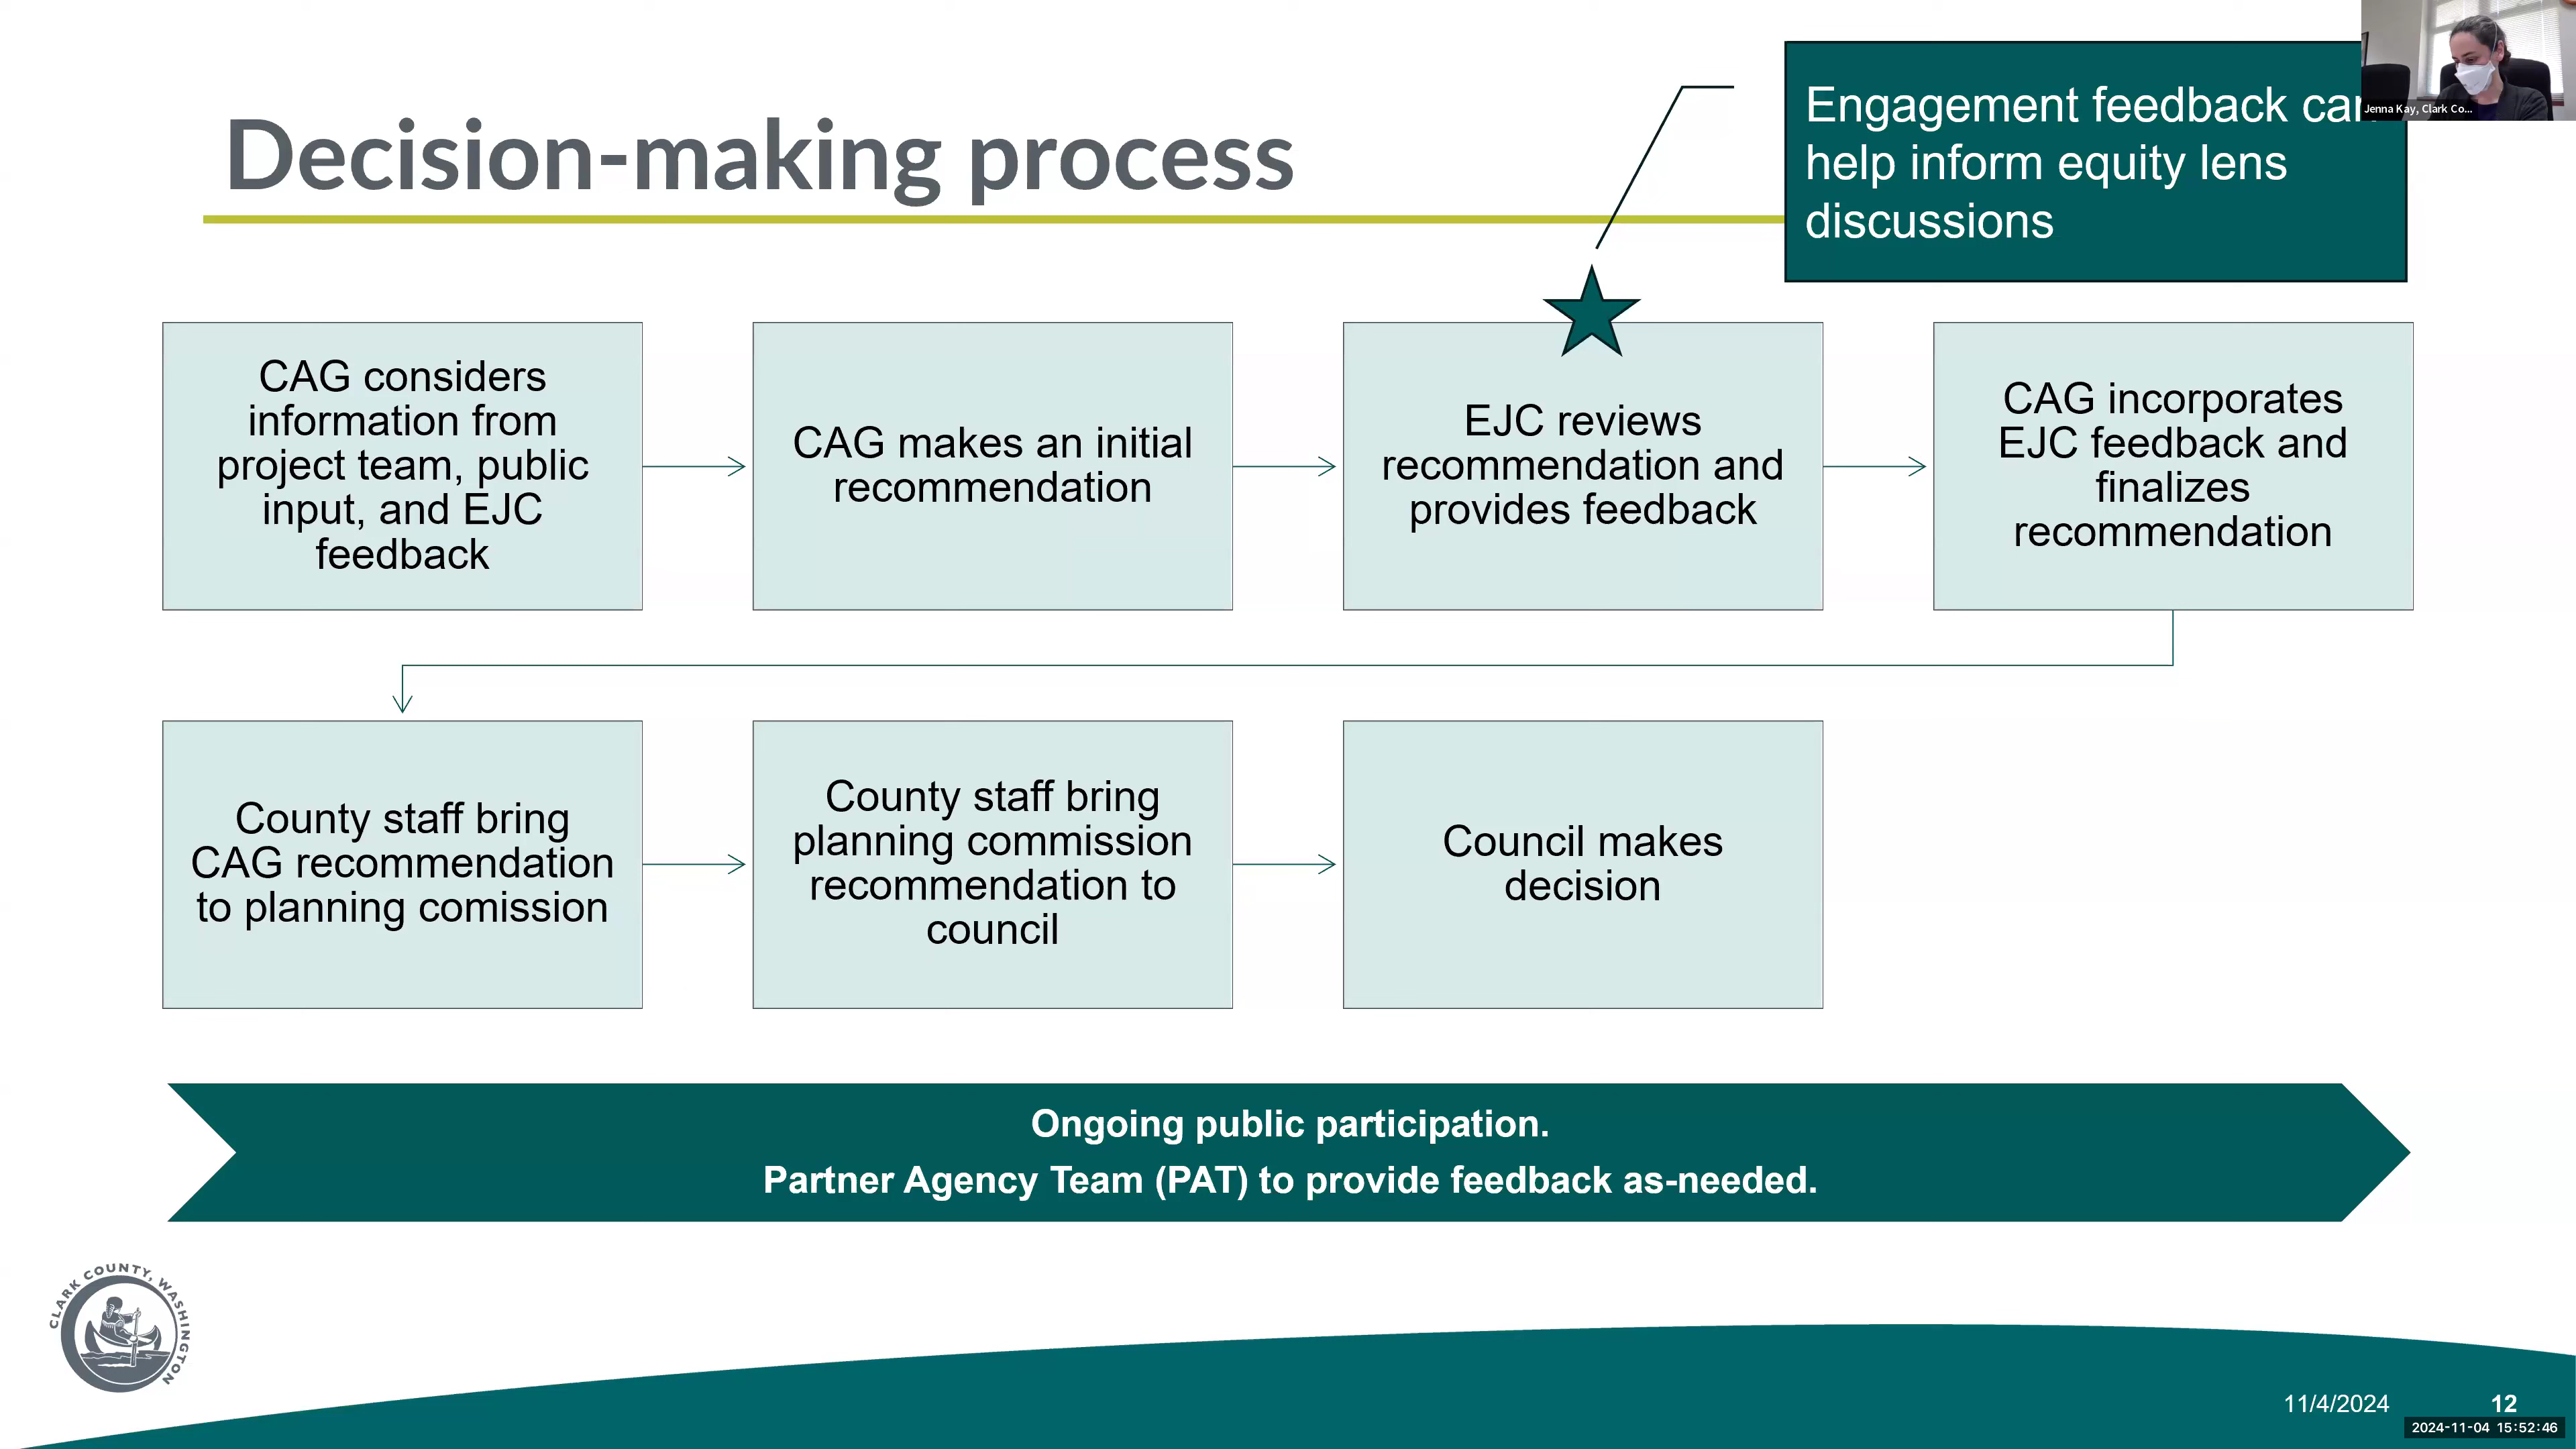 Decision-making process
Engagement feedback can
help inform equity lens
discussions
Jenna Kay, Clark Co...
CAG considers
information from
project team, public
input, and EJC
feedback
CAG makes an initial
recommendation
EJC reviews
recommendation and
provides feedback
CAG incorporates
EJC feedback and
finalizes
recommendation
County staff bring
CAG recommendation
to planning comission
County staff bring
planning commission
recommendation to
council
Council makes
decision
Ongoing public participation.
Partner Agency Team (PAT) to provide feedback as-needed.
CLARK COUNTY, WASHINGTON
11/4/2024
12
2024-11-04 15:52:46